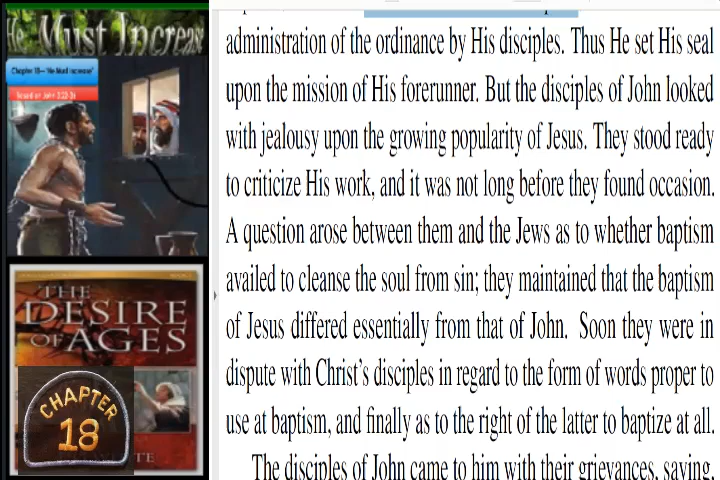 He Must Increase
Chapter 18—"He Must Increase"
Based on John 3:22-36
THE
DESIRE
OF AGES
CHAPTER
18
administration of the ordinance by His disciples. Thus He set His seal
upon the mission of His forerunner. But the disciples of John looked
with jealousy upon the growing popularity of Jesus. They stood ready
to criticize His work, and it was not long before they found occasion.
A question arose between them and the Jews as to whether baptism
availed to cleanse the soul from sin; they maintained that the baptism
of Jesus differed essentially from that of John.  Soon they were in
dispute with Christ's disciples in regard to the form of words proper to
use at baptism, and finally as to the right of the latter to baptize at all.
The disciples of John came to him with their grievances, saying,